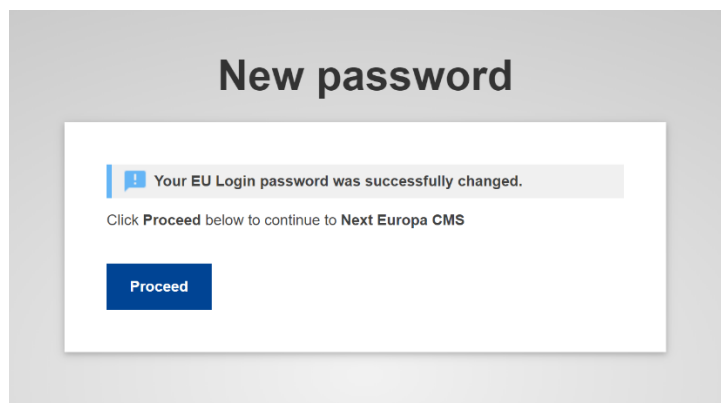 New password
Your EU Login password was successfully changed.
Click Proceed below to continue to Next Europa CMS
Proceed